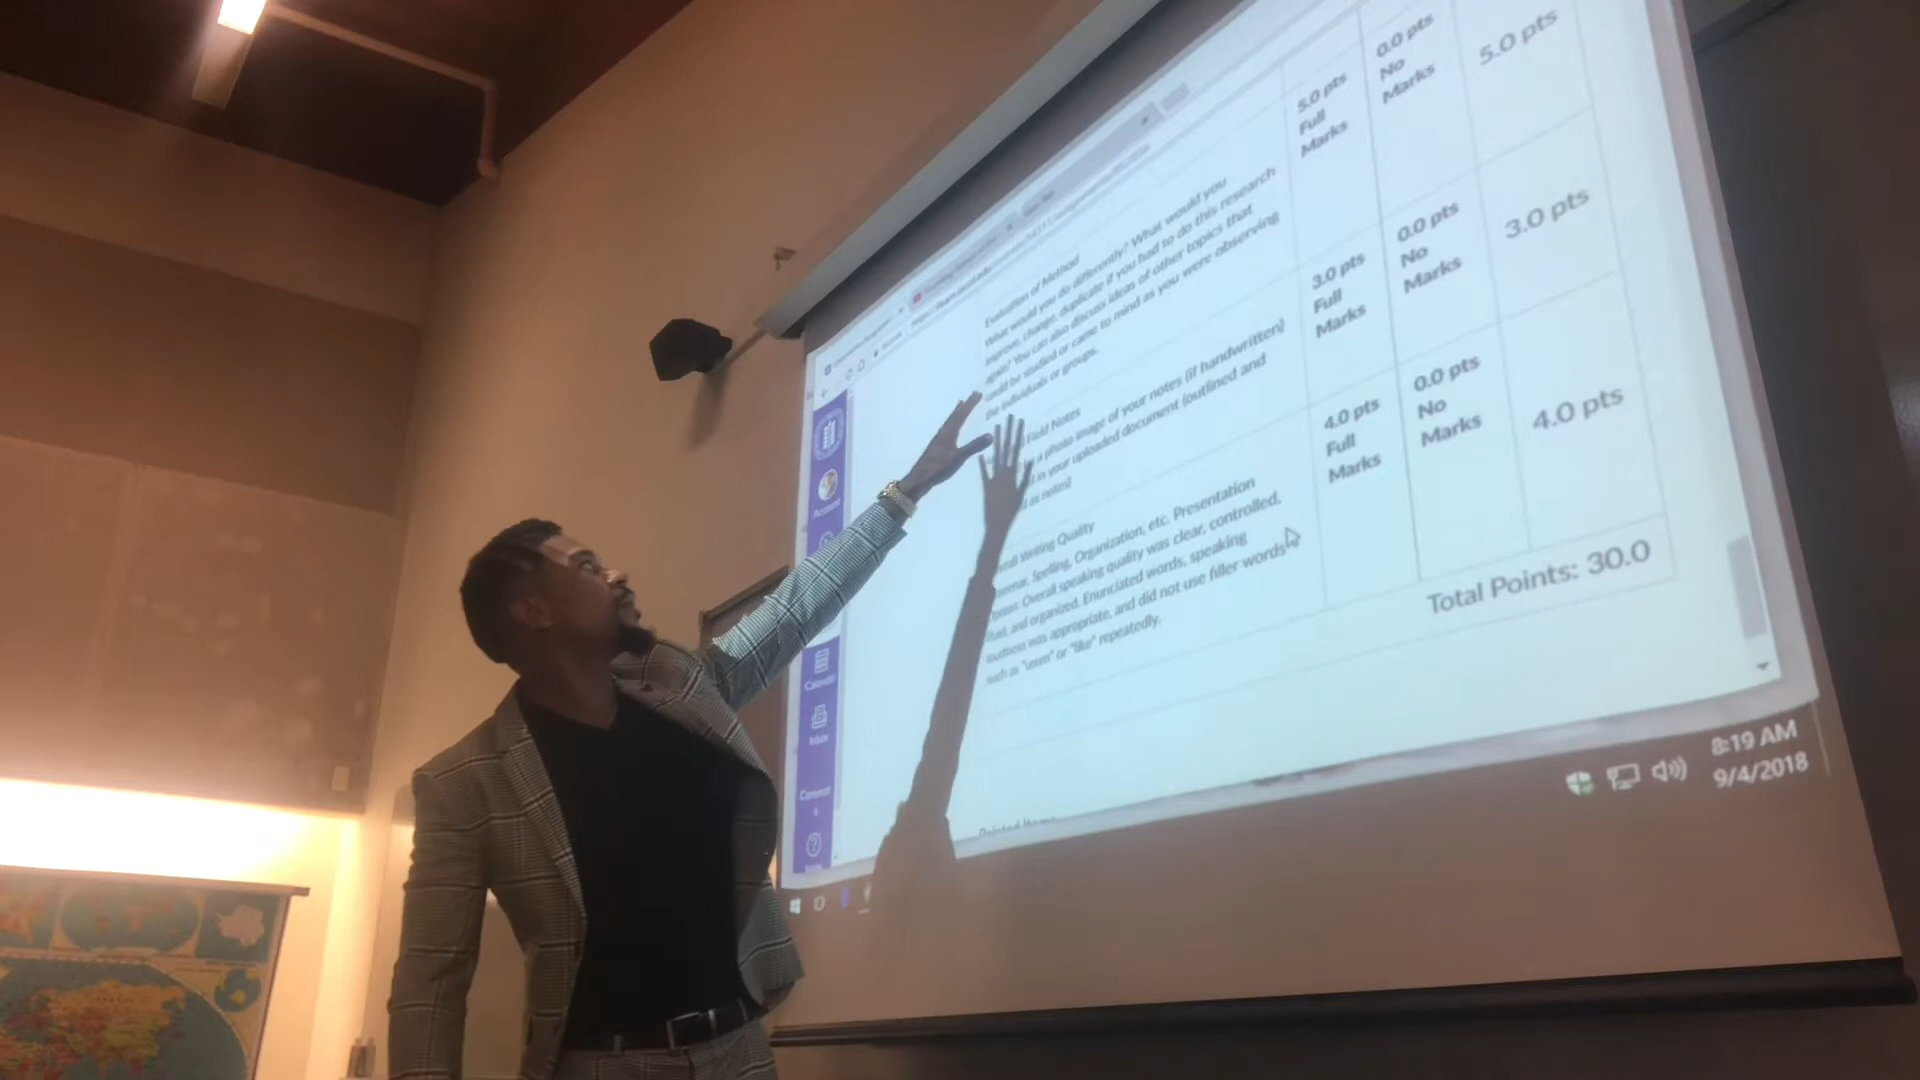 5.0 pts
Full
Marks
0.0 pts
No
Marks
5.0 pts
Evaluation of Method
What would you do differently? What would you
improve, change, duplicate if you had to do this research
again? You can also discuss ideas of other topics that
could be studied or came to mind as you were observing
the individuals or groups.
3.0 pts
Full
Marks
0.0 pts
No
Marks
3.0 pts
Field Notes
a photo image of your notes (if handwritten)
in your uploaded document (outlined and
as notes)
4.0 pts
Full
Marks
0.0 pts
No
Marks
4.0 pts
Writing Quality
Spelling, Organization, etc. Presentation
Overall speaking quality was clear, controlled,
fluid, and organized. Enunciated words, speaking
loudness was appropriate, and did not use filler words
such as "umm" or "like" repeatedly.
Total Points: 30.0
Account
Calendar
Inbox
8:19 AM
9/4/2018